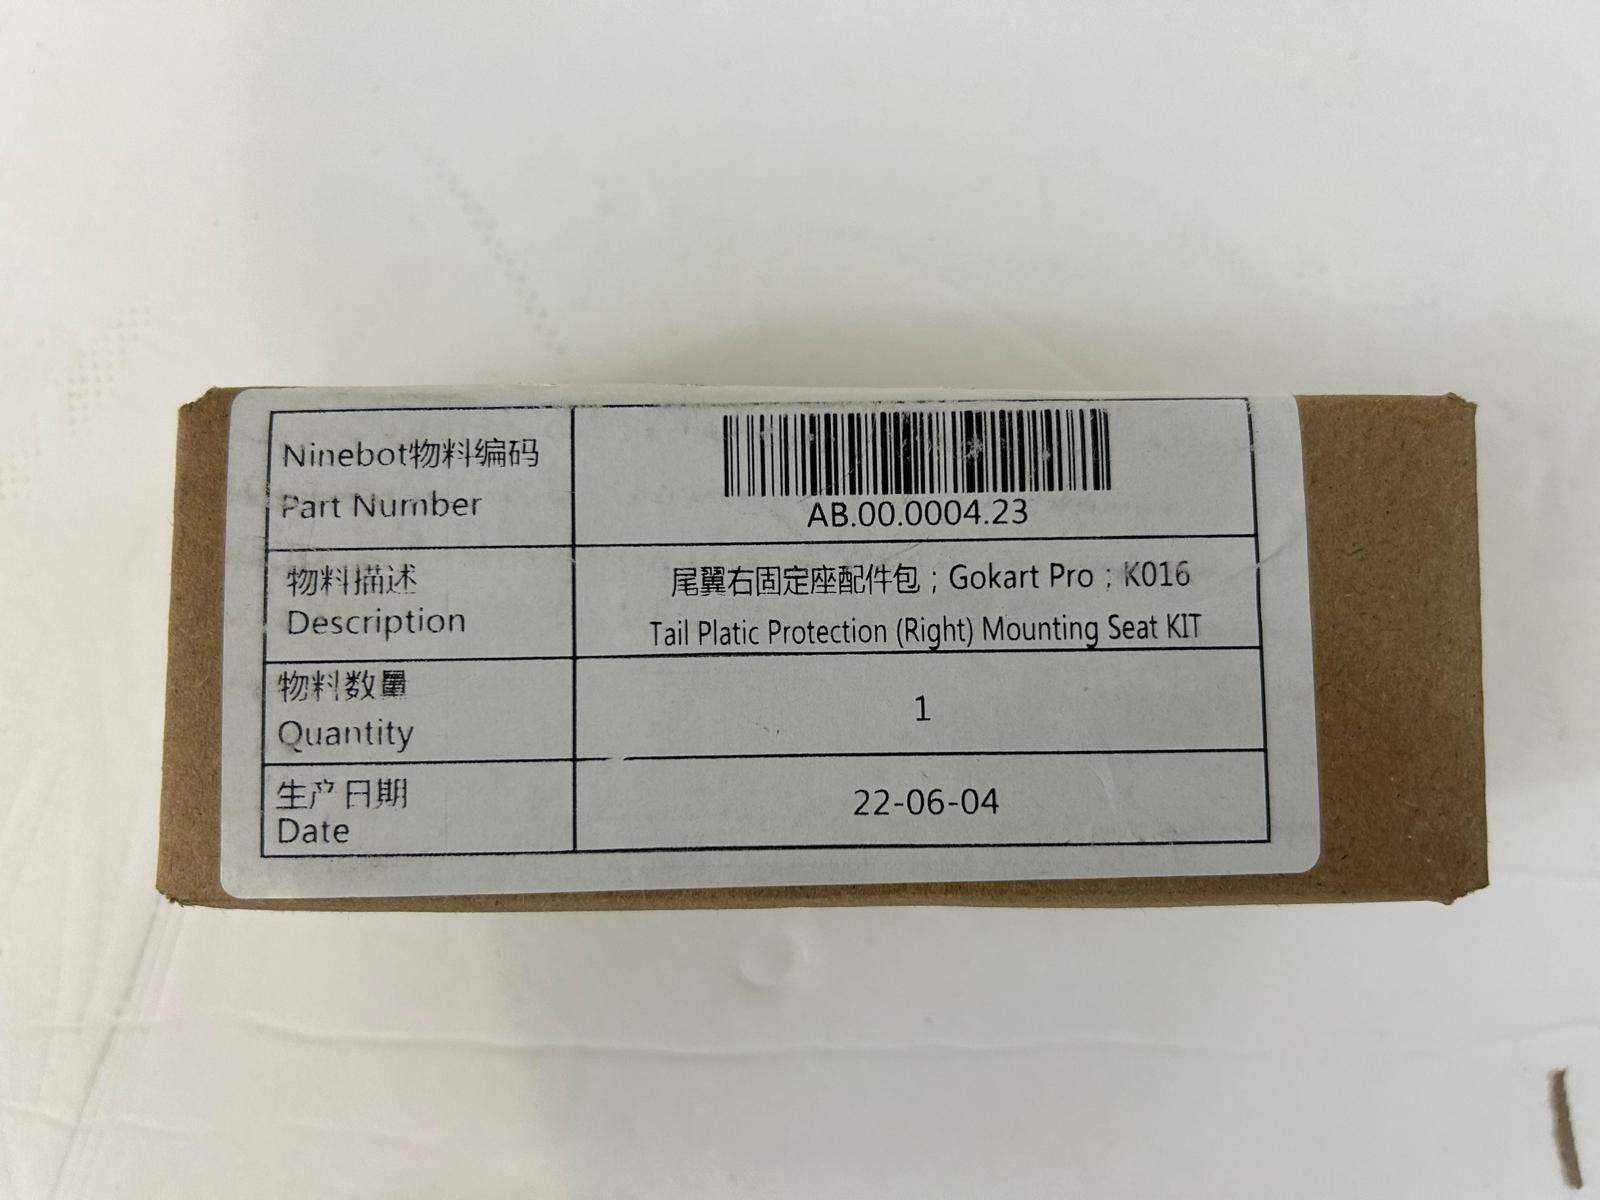 Ninebot物料编码
Part Number
AB.00.0004.23
物料描述
Description
尾翼右固定座配件包；Gokart Pro；K016
Tail Platic Protection (Right) Mounting Seat KIT
物料数量
Quantity
1
生产日期
Date
22-06-04